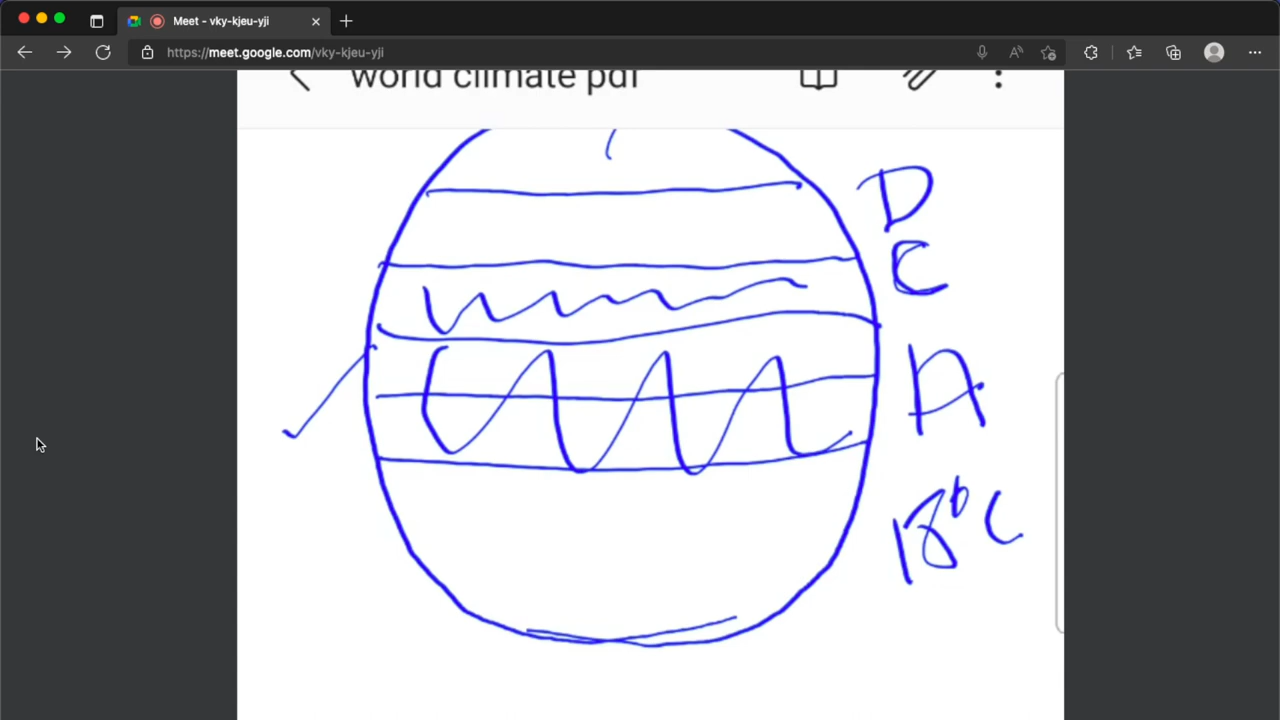 Meet - vky-kjeu-yji
https://meet.google.com/vky-kjeu-yji
world climate pdf
D
C
A
18°C